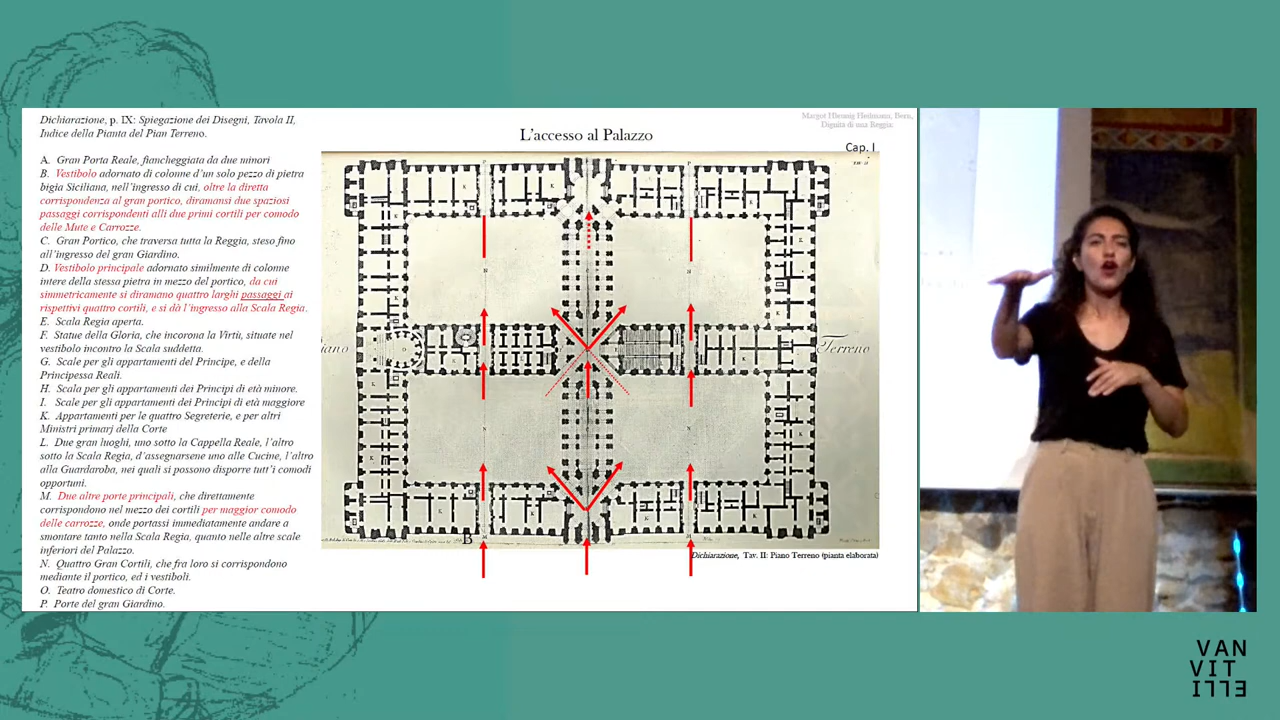 Dichiarazione, p. IX: Spiegazione dei Disegni, Tavola II,
Indice della Pianta del Pian Terreno.
A. Gran Porta Reale, fiancheggiata da due minori
B. Vestibolo adornato di colonne d'un solo pezzo di pietra
bigia Siciliana, nell'ingresso di cui, oltre la diretta
corrispondenza al gran portico, diramansi due spaziosi
passaggi corrispondenti alli due primi cortili per comodo
delle Mute e Carrozze.
C. Gran Portico, che traversa tutta la Reggia, steso fino
all'ingresso del gran Giardino.
D. Vestibolo principale adornato similmente di colonne
intere della stessa pietra in mezzo del portico, da cui
simmetricamente si diramano quattro larghi passaggi ai
rispettivi quattro cortili, e si dà l'ingresso alla Scala Regia.
E. Scala Regia aperta.
F. Statue della Gloria, che incorona la Virtù, situate nel
vestibolo incontro la Scala suddetta.
G. Scale per gli appartamenti del Principe, e della
Principessa Reali.
H. Scala per gli appartamenti dei Principi di età minore.
I. Scale per gli appartamenti dei Principi di età maggiore
K. Appartamenti per le quattro Segreterie, e per altri
Ministri primarj della Corte
L. Due gran luoghi, uno sotto la Cappella Reale, l'altro
sotto la Scala Regia, d'assegnarsene uno alle Cucine, l'altro
alla Guardaroba, nei quali si possono disporre tutt'i comodi
opportuni.
M. Due altre porte principali, che direttamente
corrispondono nel mezzo dei cortili per maggior comodo
delle carrozze, onde portassi immediatamente andare a
smontare tanto nella Scala Regia, quanto nelle altre scale
inferiori del Palazzo.
N. Quattro Gran Cortili, che fra loro si corrispondono
mediante il portico, ed i vestiboli.
O. Teatro domestico di Corte.
P. Porte del gran Giardino.
Margot Hleunig Heilmann, Bern,
Dignità di una Reggia.
L'accesso al Palazzo
Cap. I
iano
Terreno
B
Dichiarazione, Tav. II: Piano Terreno (pianta elaborata)
VAN
VIT
ELLI